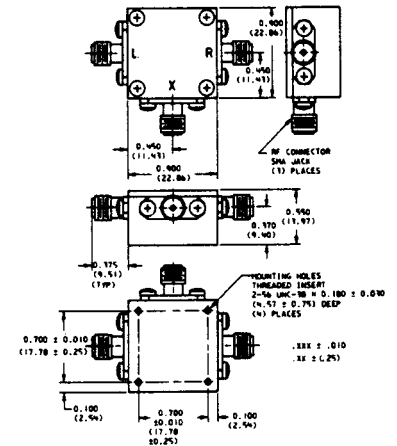 L R
X
0.900
(22.86)
0.450
(11.43)
0.450
(11.43)
0.900
(22.86)
RF CONNECTOR
SMA JACK
(3) PLACES
0.550
(13.97)
0.370
(9.40)
0.375
(9.51)
(TYP)
MOUNTING HOLES
THREADED INSERT
2-56 UNC-3B × 0.180 ± 0.030
(4.57 ± 0.75) DEEP
(4) PLACES
0.700 ± 0.010
(17.78 ± 0.25)
.XXX ± .010
.XX ± (.25)
0.100
(2.54)
0.700
±0.010
(17.78
±0.25)
0.100
(2.54)